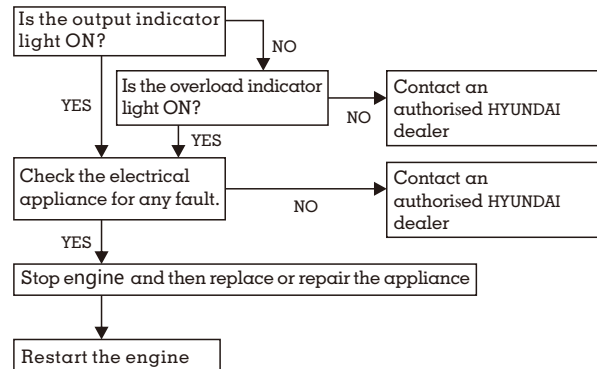 Is the output indicator
light ON?
NO
YES
Is the overload indicator
light ON?
NO
Contact an
authorised HYUNDAI
dealer
YES
Check the electrical
appliance for any fault.
NO
Contact an
authorised HYUNDAI
dealer
YES
Stop engine and then replace or repair the appliance
Restart the engine